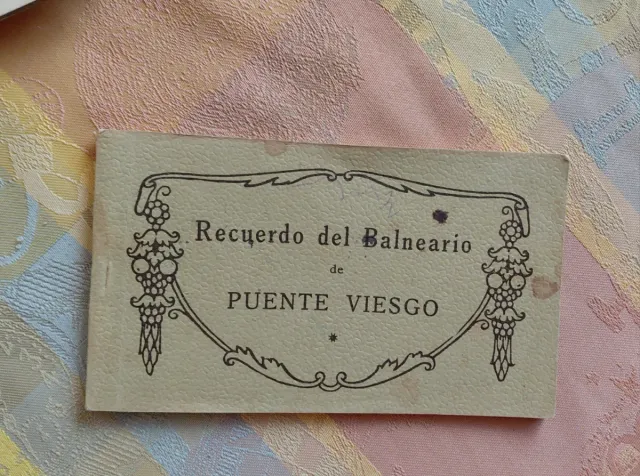 Recuerdo del Balneario
de
PUENTE VIESGO
*